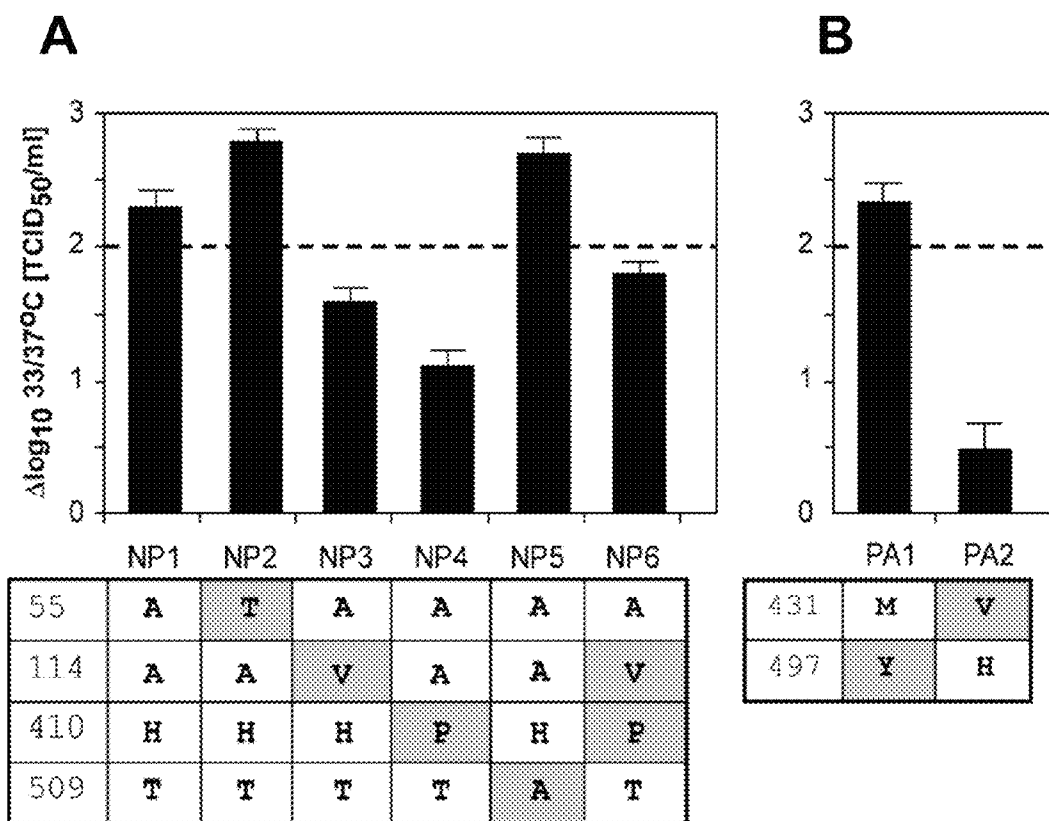 A
B
Δlog10 33/37ºC [TCID50/ml]
3
2
1
0
3
2
1
0
NP1 NP2 NP3 NP4 NP5 NP6
55 A T A A A A
114 A A V A A V
410 H H H P H P
509 T T T T A T
PA1 PA2
431 M V
497 Y H